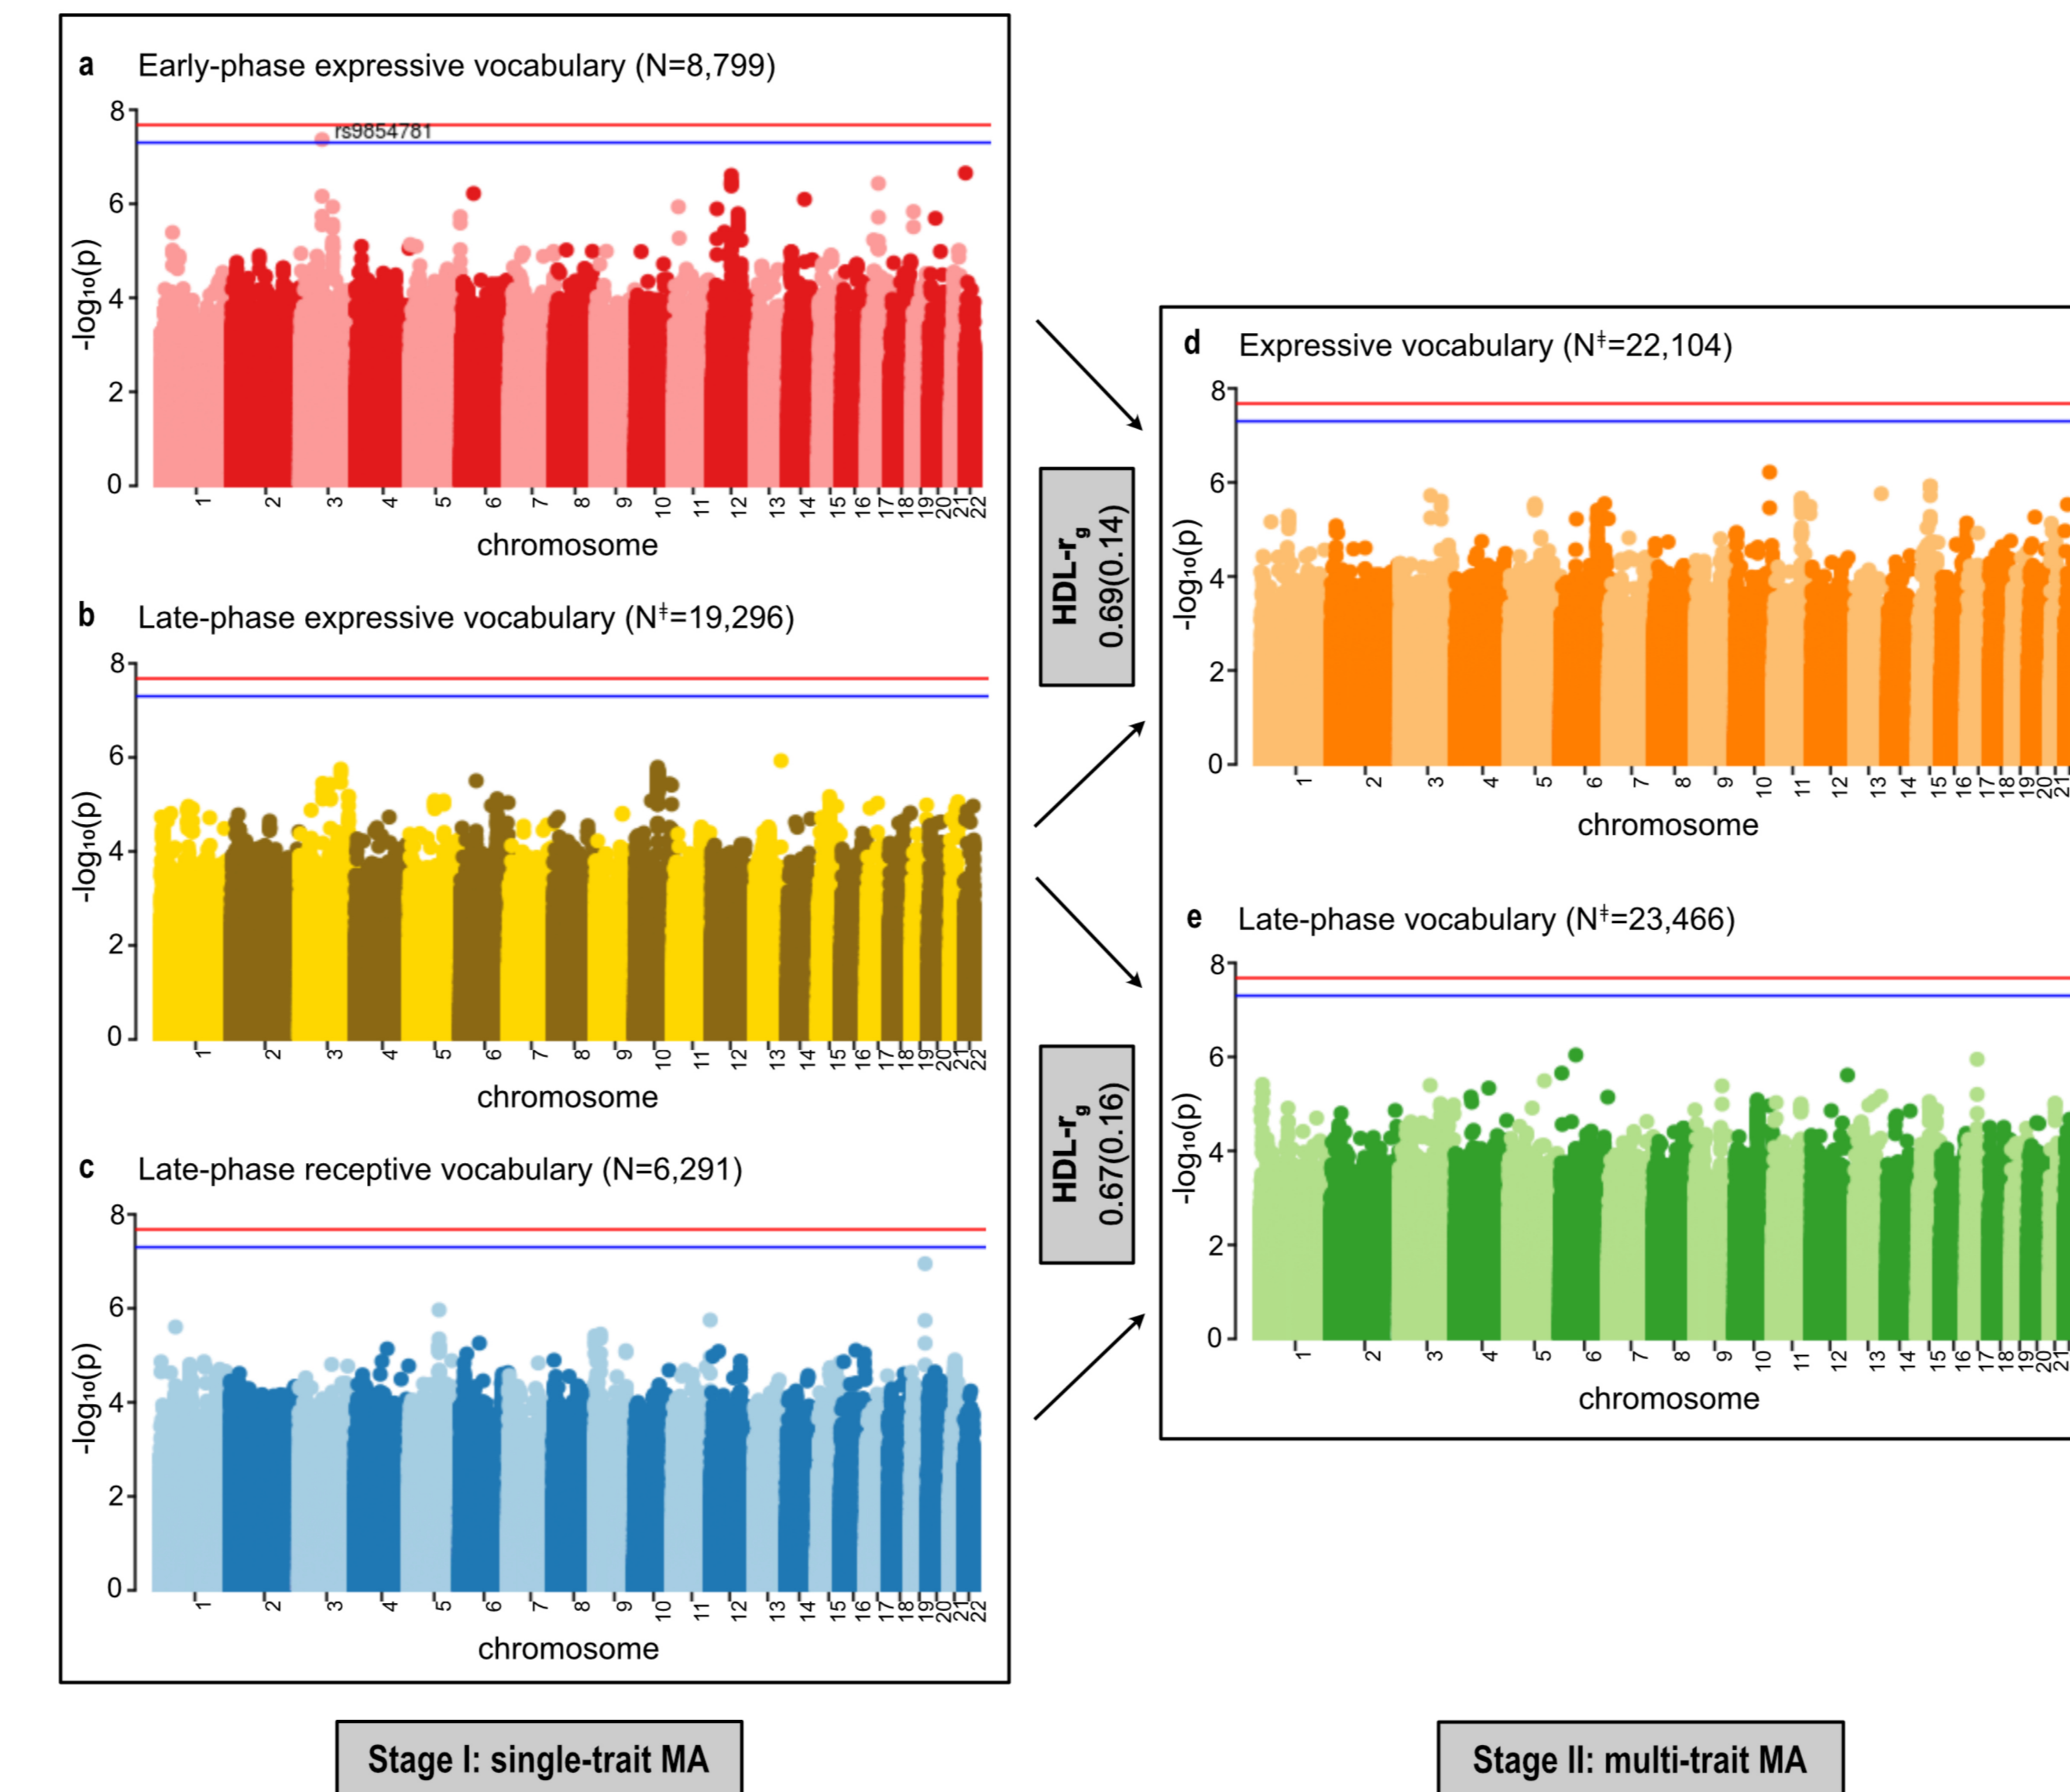 a Early-phase expressive vocabulary (N=8,799)
8
rs9854781
6
4
2
0
-log₁₀(p)
1 2 3 4 5 6 7 8 9 10 11 12 13 14 15 16 17 18 19 20 21 22
chromosome
b Late-phase expressive vocabulary (N‡=19,296)
8
6
4
2
0
-log₁₀(p)
1 2 3 4 5 6 7 8 9 10 11 12 13 14 15 16 17 18 19 20 21 22
chromosome
c Late-phase receptive vocabulary (N=6,291)
8
6
4
2
0
-log₁₀(p)
1 2 3 4 5 6 7 8 9 10 11 12 13 14 15 16 17 18 19 20 21 22
chromosome
Stage I: single-trait MA
HDL-rg
0.69(0.14)
HDL-rg
0.67(0.16)
d Expressive vocabulary (N‡=22,104)
8
6
4
2
0
-log₁₀(p)
1 2 3 4 5 6 7 8 9 10 11 12 13 14 15 16 17 18 19 20 21
chromosome
e Late-phase vocabulary (N‡=23,466)
8
6
4
2
0
-log₁₀(p)
1 2 3 4 5 6 7 8 9 10 11 12 13 14 15 16 17 18 19 20 21
chromosome
Stage II: multi-trait MA